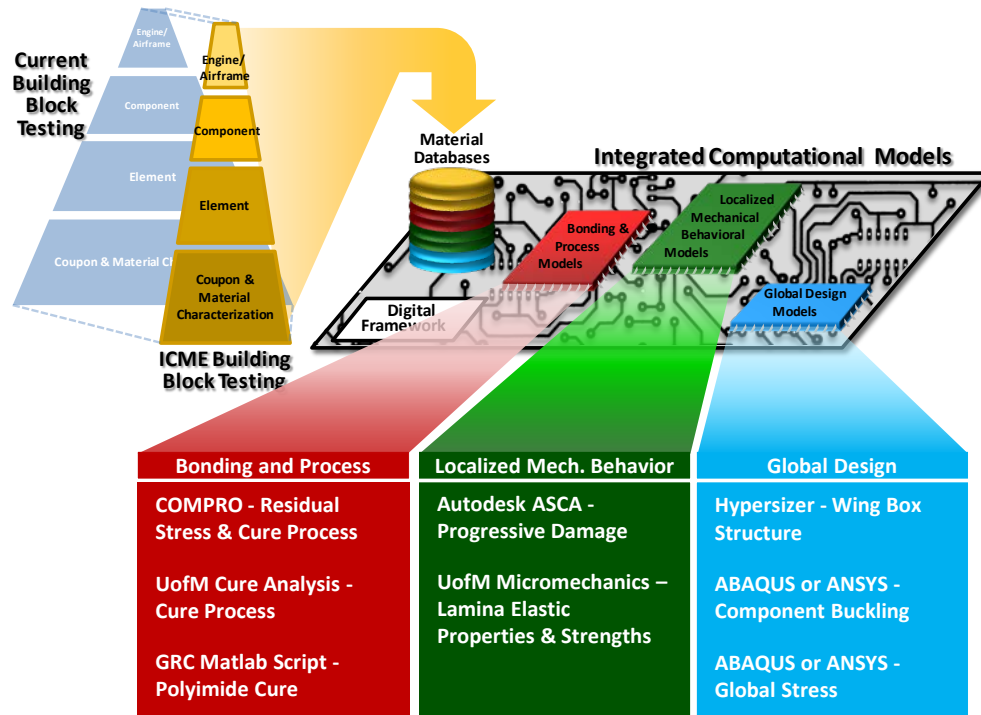 Engine/
Airframe
Current
Building
Block
Testing
Component
Element
Coupon & Material Ch
Engine/
Airframe
Component
Element
Coupon &
Material
Characterization
ICME Building
Block Testing
Material
Databases
Integrated Computational Models
Bonding &
Process
Models
Localized
Mechanical
Behavioral
Models
Global Design
Models
Digital
Framework
Bonding and Process
COMPRO - Residual
Stress & Cure Process
UofM Cure Analysis -
Cure Process
GRC Matlab Script -
Polyimide Cure
Localized Mech. Behavior
Autodesk ASCA -
Progressive Damage
UofM Micromechanics –
Lamina Elastic
Properties & Strengths
Global Design
Hypersizer - Wing Box
Structure
ABAQUS or ANSYS -
Component Buckling
ABAQUS or ANSYS -
Global Stress